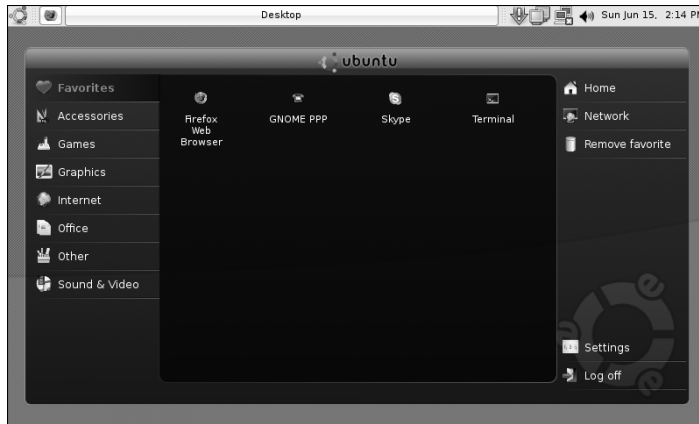 Desktop
Sun Jun 15, 2:14 PM
ubuntu
Favorites
Accessories
Games
Graphics
Internet
Office
Other
Sound & Video
Firefox
Web
Browser
GNOME PPP
Skype
Terminal
Home
Network
Remove favorite
Settings
Log off